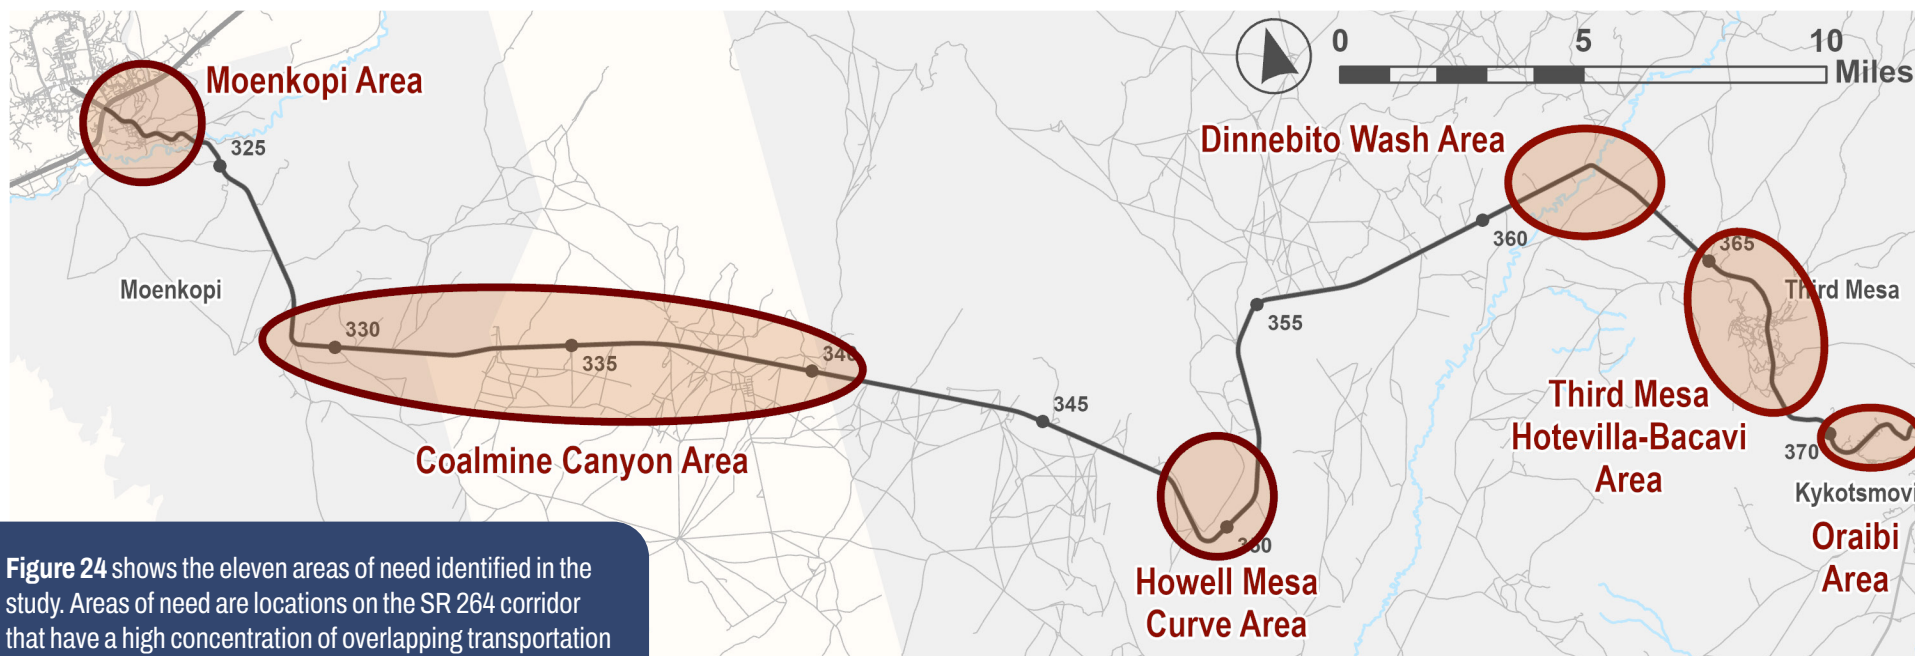 0 5 10
Miles
Moenkopi Area
325
Dinnebito Wash Area
360
365
Third Mesa
Moenkopi
355
330
335
340
345
Third Mesa
Hotevilla-Bacavi
Area
370
Kykotsmovi
Oraibi
Area
Coalmine Canyon Area
350
Howell Mesa
Curve Area
Figure 24 shows the eleven areas of need identified in the
study. Areas of need are locations on the SR 264 corridor
that have a high concentration of overlapping transportation